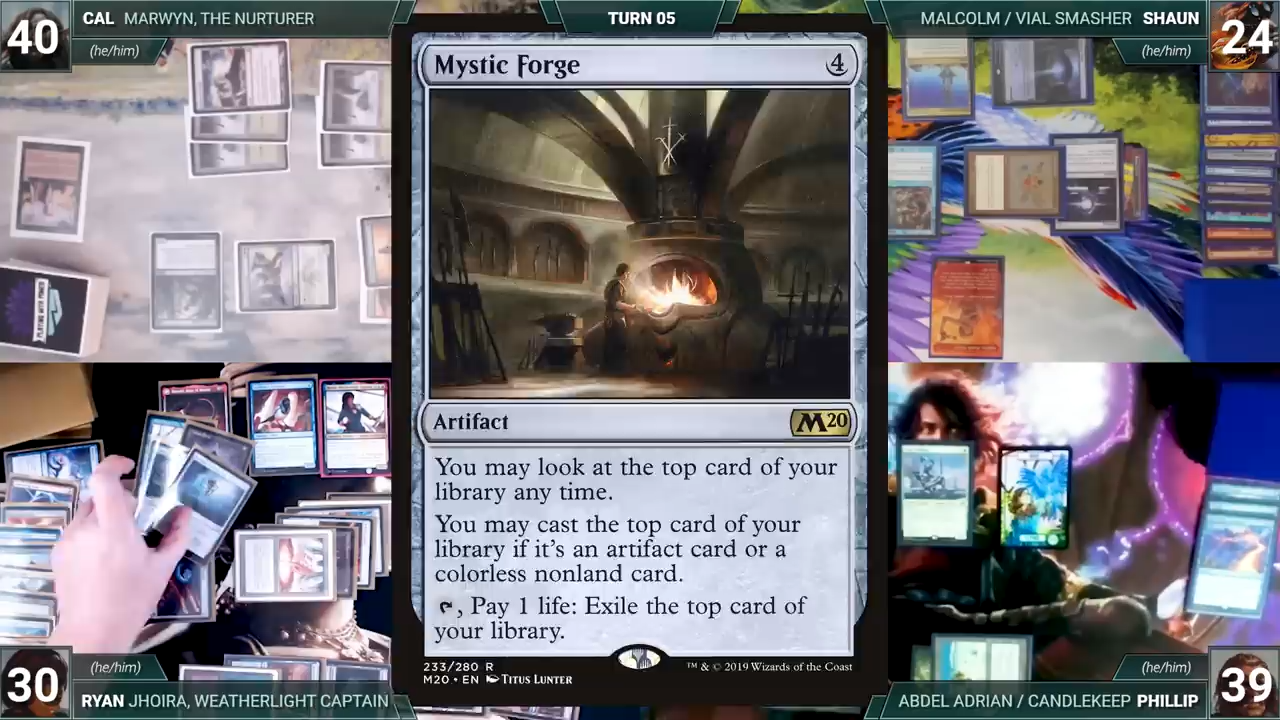 40
CAL MARWYN, THE NURTURER
(he/him)
TURN 05
MALCOLM / VIAL SMASHER SHAUN
(he/him)
24
Mystic Forge
4
Artifact
M20
You may look at the top card of your
library any time.
You may cast the top card of your
library if it's an artifact card or a
colorless nonland card.
, Pay 1 life: Exile the top card of
your library.
233/280 R
M20 • EN Titus Lunter
™ & © 2019 Wizards of the Coast
30
(he/him)
RYAN JHOIRA, WEATHERLIGHT CAPTAIN
(he/him)
ABDEL ADRIAN / CANDLEKEEP PHILLIP
39